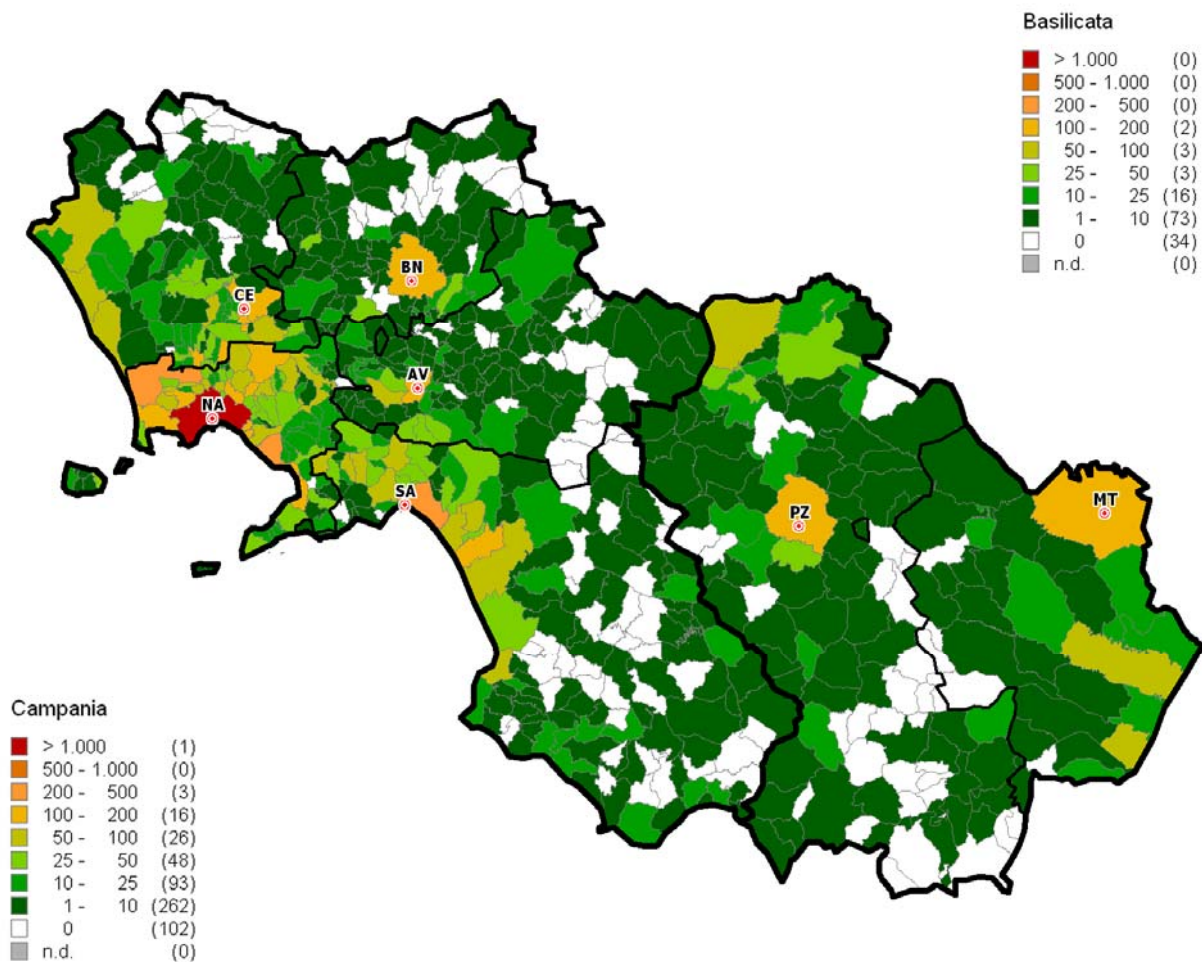 Basilicata
> 1.000 (0)
500 - 1.000 (0)
200 - 500 (0)
100 - 200 (2)
50 - 100 (3)
25 - 50 (3)
10 - 25 (16)
1 - 10 (73)
0 (34)
n.d. (0)
BN
CE
AV
NA
SA
PZ
MT
Campania
> 1.000 (1)
500 - 1.000 (0)
200 - 500 (3)
100 - 200 (16)
50 - 100 (26)
25 - 50 (48)
10 - 25 (93)
1 - 10 (262)
0 (102)
n.d. (0)